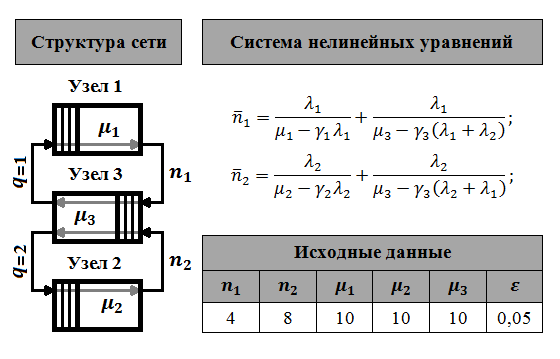 Структура сети
Система нелинейных уравнений
Узел 1
μ₁
q=1
n₁
Узел 3
μ₃
q=2
n₂
Узел 2
μ₂
n̄₁ = λ₁/(μ₁ − γ₁λ₁) + λ₁/(μ₃ − γ₃(λ₁ + λ₂));
n̄₂ = λ₂/(μ₂ − γ₂λ₂) + λ₂/(μ₃ − γ₃(λ₂ + λ₁));
Исходные данные
n₁ n₂ μ₁ μ₂ μ₃ ε
4 8 10 10 10 0,05